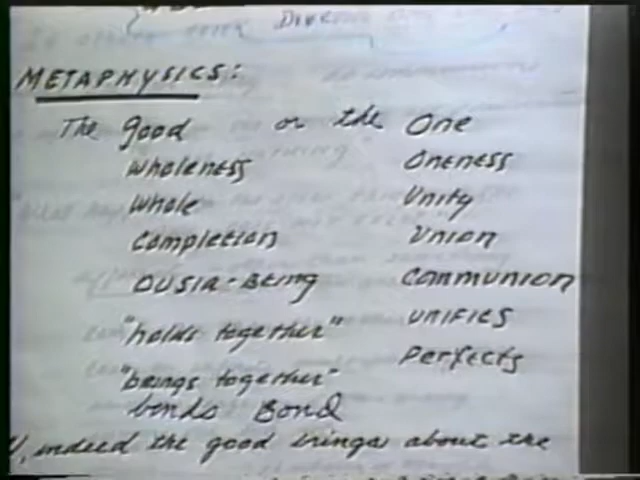 METAPHYSICS:
The good or the One
Wholeness Oneness
Whole Unity
Completion Union
OUSIA-Being Communion
"holds together" unifies
"brings together" Perfects
binds Bond
indeed the good brings about the